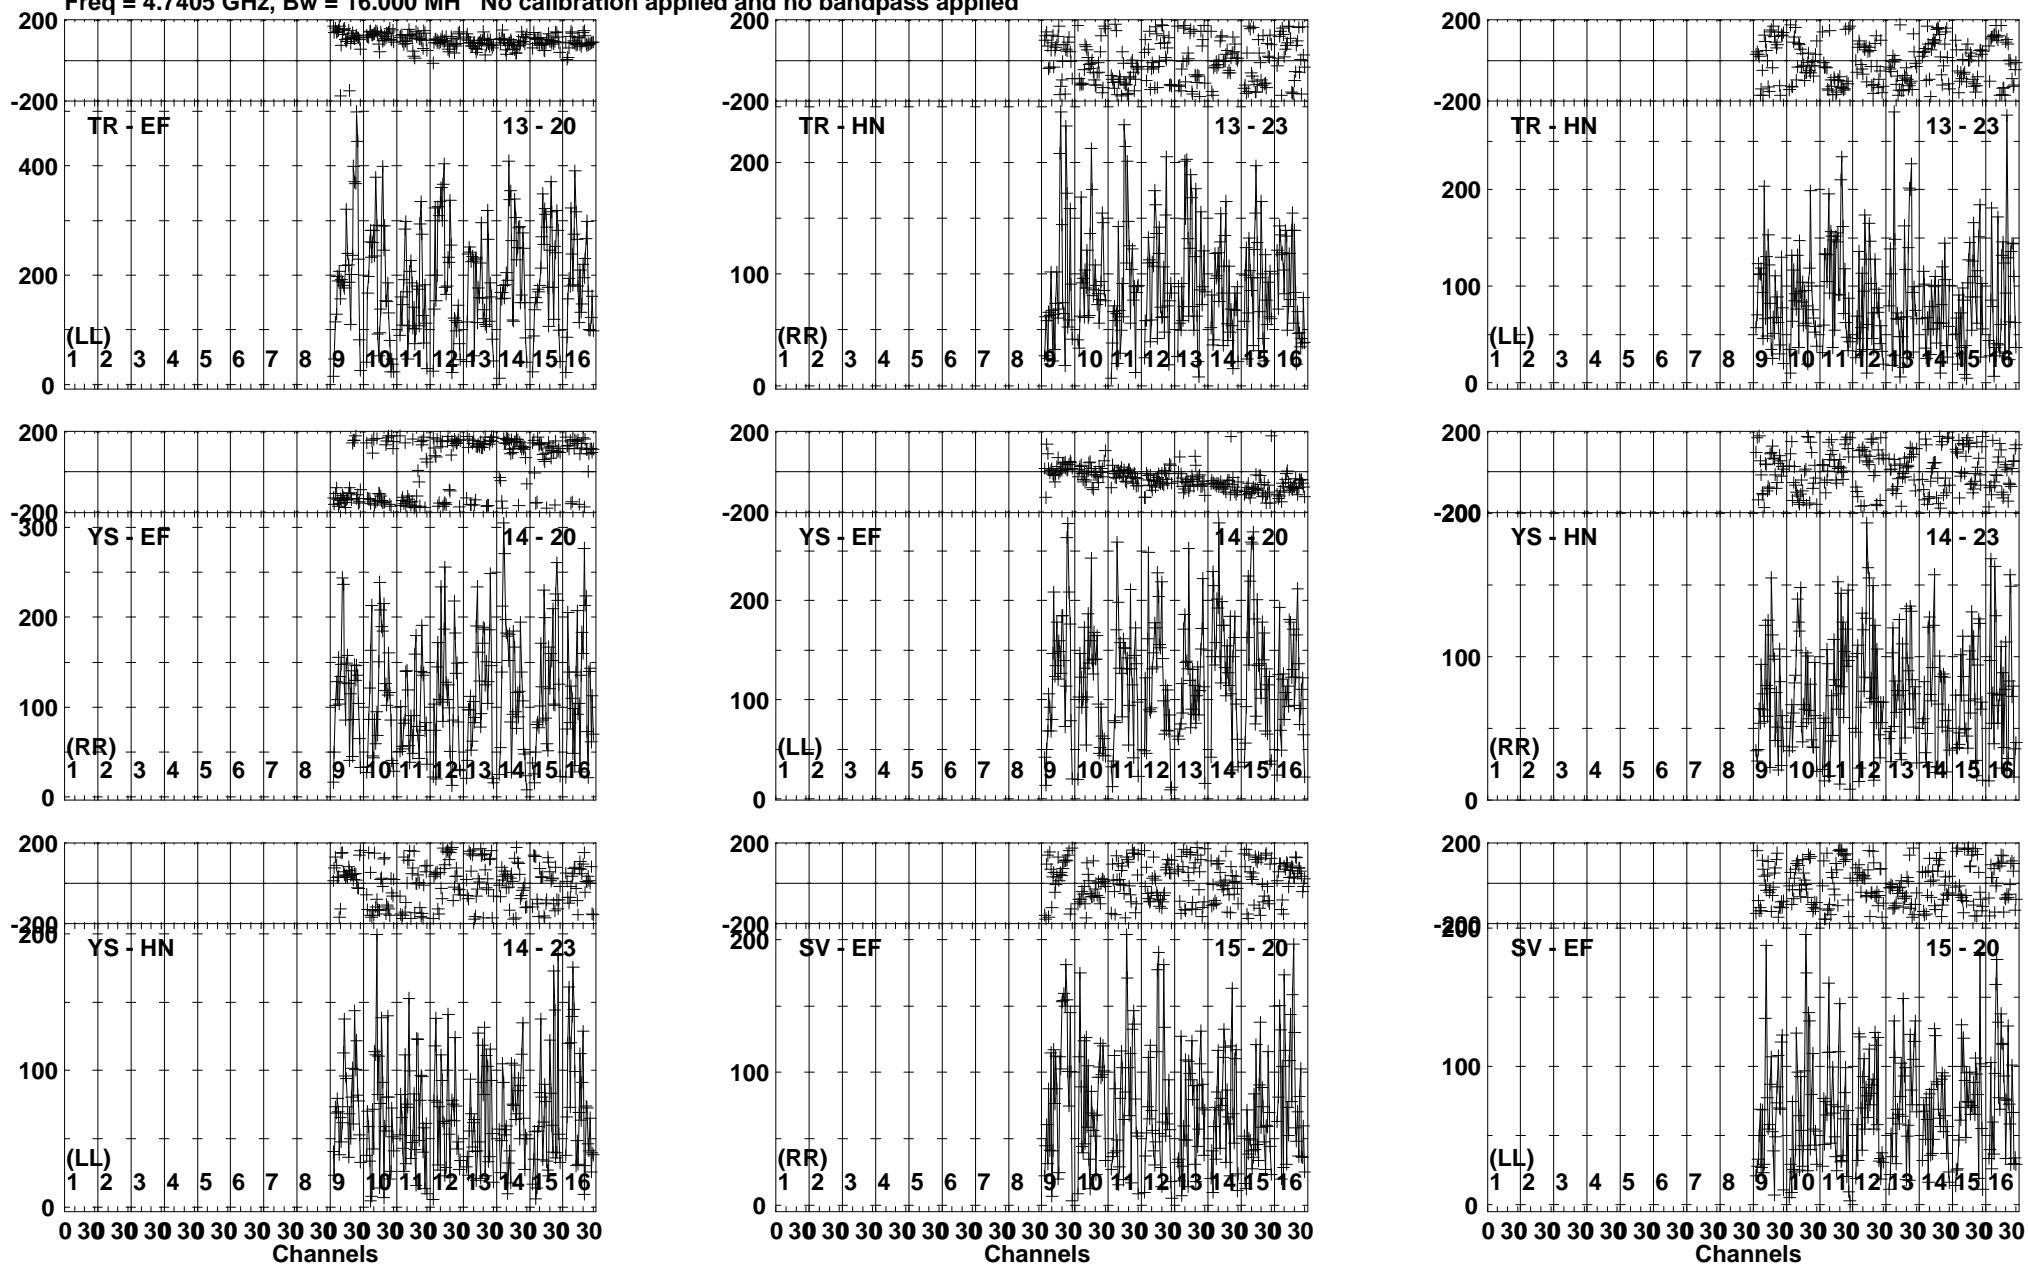 Freq = 4.7405 GHz, Bw = 16.000 MH No calibration applied and no bandpass applied
200 200 200
-200 -200 -200
TR - EF 13 - 20 TR - HN 13 - 23 TR - HN 13 - 23
400 200 200
200 100 100
(LL) (RR) (LL)
1 2 3 4 5 6 7 8 9 10 11 12 13 14 15 16 1 2 3 4 5 6 7 8 9 10 11 12 13 14 15 16 1 2 3 4 5 6 7 8 9 10 11 12 13 14 15 16
0 0 0
200 200 200
-200 -200 -200
300 200
YS - EF 14 - 20 YS - EF 14 - 20 YS - HN 14 - 23
200 200 100
100 100
(RR) (LL) (RR)
1 2 3 4 5 6 7 8 9 10 11 12 13 14 15 16 1 2 3 4 5 6 7 8 9 10 11 12 13 14 15 16 1 2 3 4 5 6 7 8 9 10 11 12 13 14 15 16
0 0 0
200 200 200
-200 -200 -200
200 200 200
YS - HN 14 - 23 SV - EF 15 - 20 SV - EF 15 - 20
100 100 100
(LL) (RR) (LL)
1 2 3 4 5 6 7 8 9 10 11 12 13 14 15 16 1 2 3 4 5 6 7 8 9 10 11 12 13 14 15 16 1 2 3 4 5 6 7 8 9 10 11 12 13 14 15 16
0 0 0
0 30 30 30 30 30 30 30 30 30 30 30 30 30 30 30 30 0 30 30 30 30 30 30 30 30 30 30 30 30 30 30 30 30 0 30 30 30 30 30 30 30 30 30 30 30 30 30 30 30 30
Channels Channels Channels